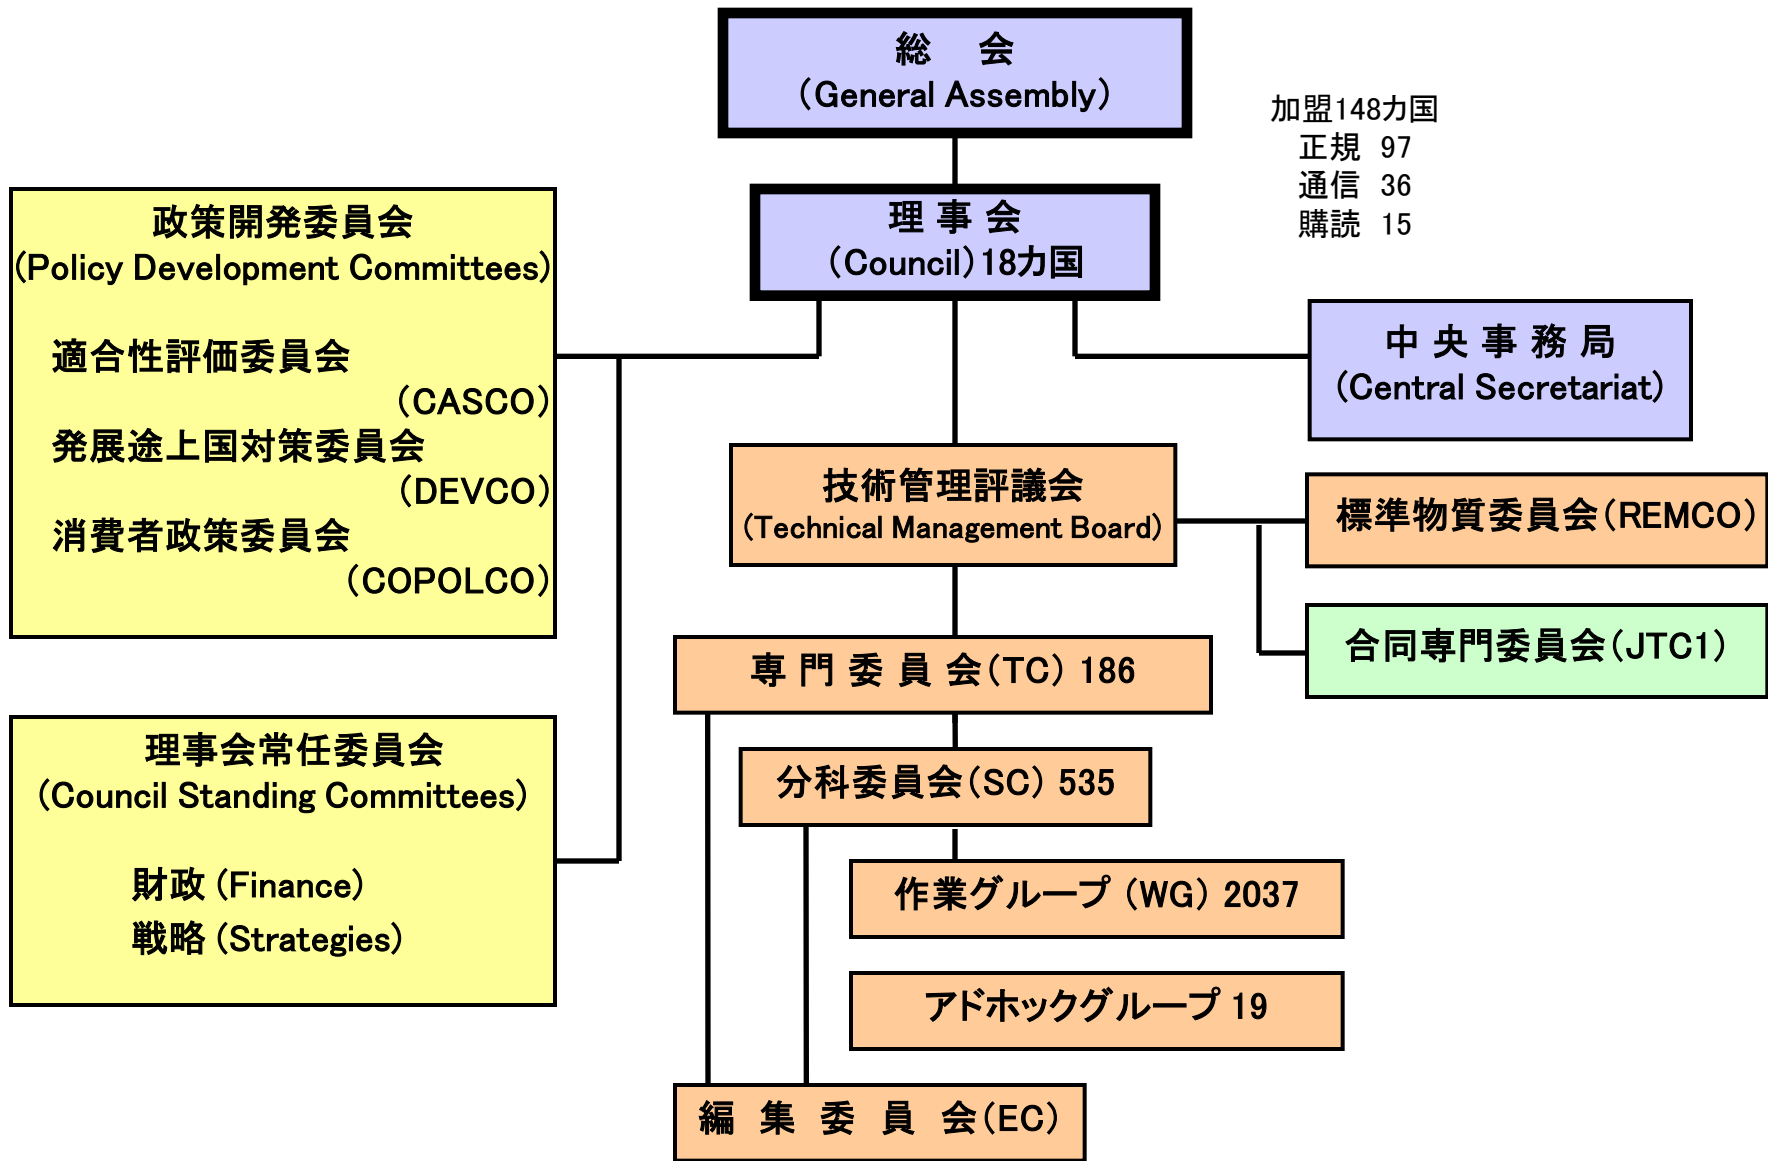 総　会
（General Assembly）
加盟148カ国
正規　97
通信　36
購読　15
理 事 会
（Council）18カ国
政策開発委員会
(Policy Development Committees)
適合性評価委員会
（CASCO）
発展途上国対策委員会
（DEVCO）
消費者政策委員会
（COPOLCO）
中 央 事 務 局
（Central Secretariat）
技術管理評議会
(Technical Management Board)
標準物質委員会（REMCO）
合同専門委員会（JTC1）
専 門 委 員 会（TC） 186
理事会常任委員会
（Council Standing Committees）
財政 (Finance)
戦略 (Strategies)
分科委員会（SC） 535
作業グループ （WG） 2037
アドホックグループ 19
編　集　委　員　会（EC）